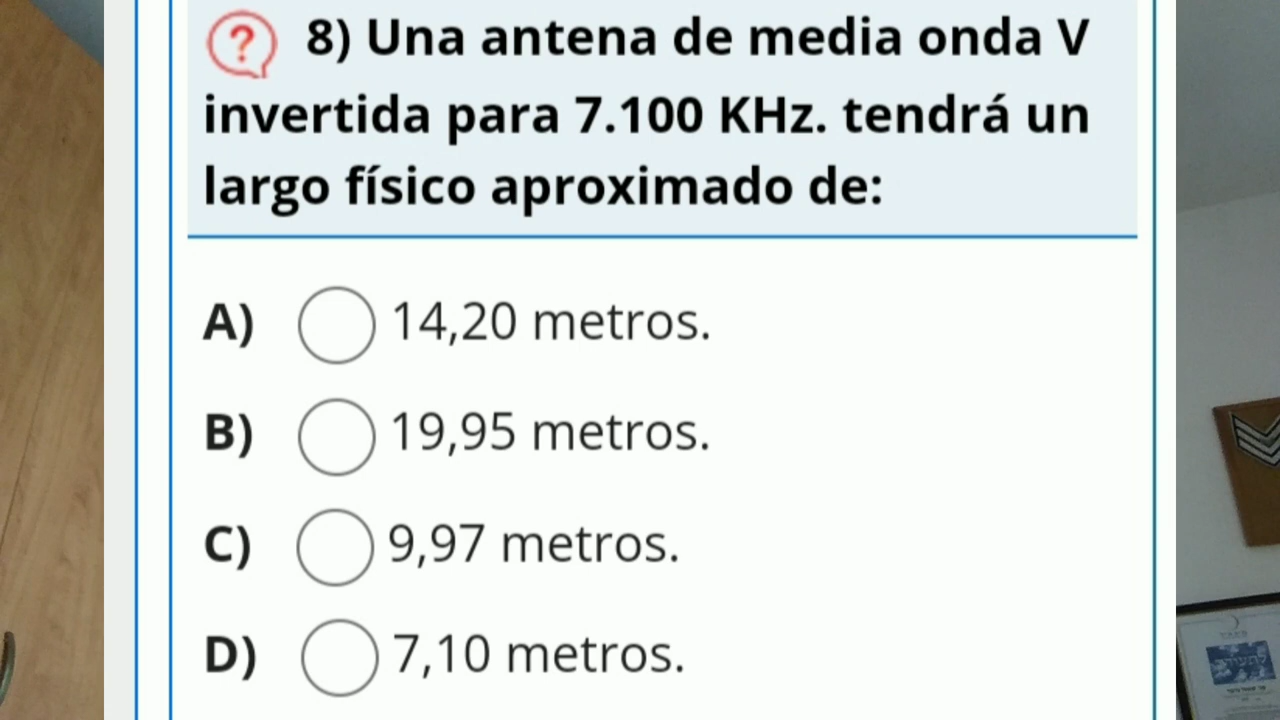 8) Una antena de media onda V
invertida para 7.100 KHz. tendrá un
largo físico aproximado de:
A) 14,20 metros.
B) 19,95 metros.
C) 9,97 metros.
D) 7,10 metros.